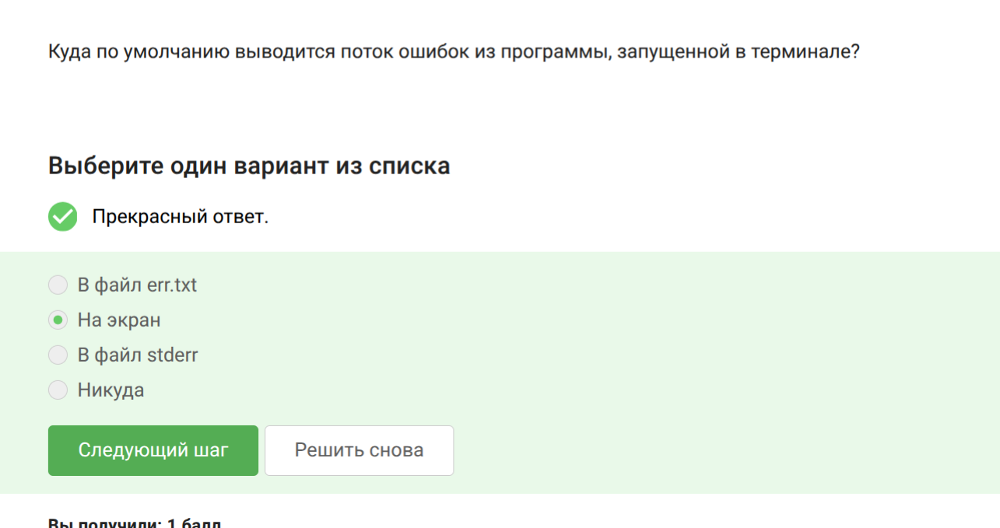 Куда по умолчанию выводится поток ошибок из программы, запущенной в терминале?
Выберите один вариант из списка
Прекрасный ответ.
В файл err.txt
На экран
В файл stderr
Никуда
Следующий шаг
Решить снова
Вы получили: 1 балл